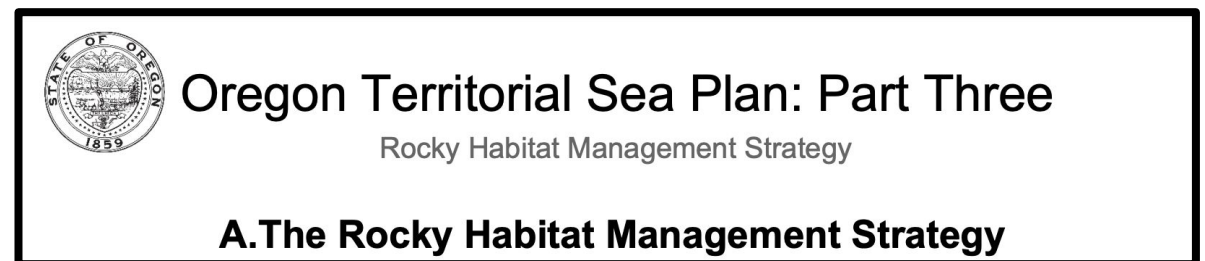 STATE OF OREGON
1859
Oregon Territorial Sea Plan: Part Three
Rocky Habitat Management Strategy
A.The Rocky Habitat Management Strategy